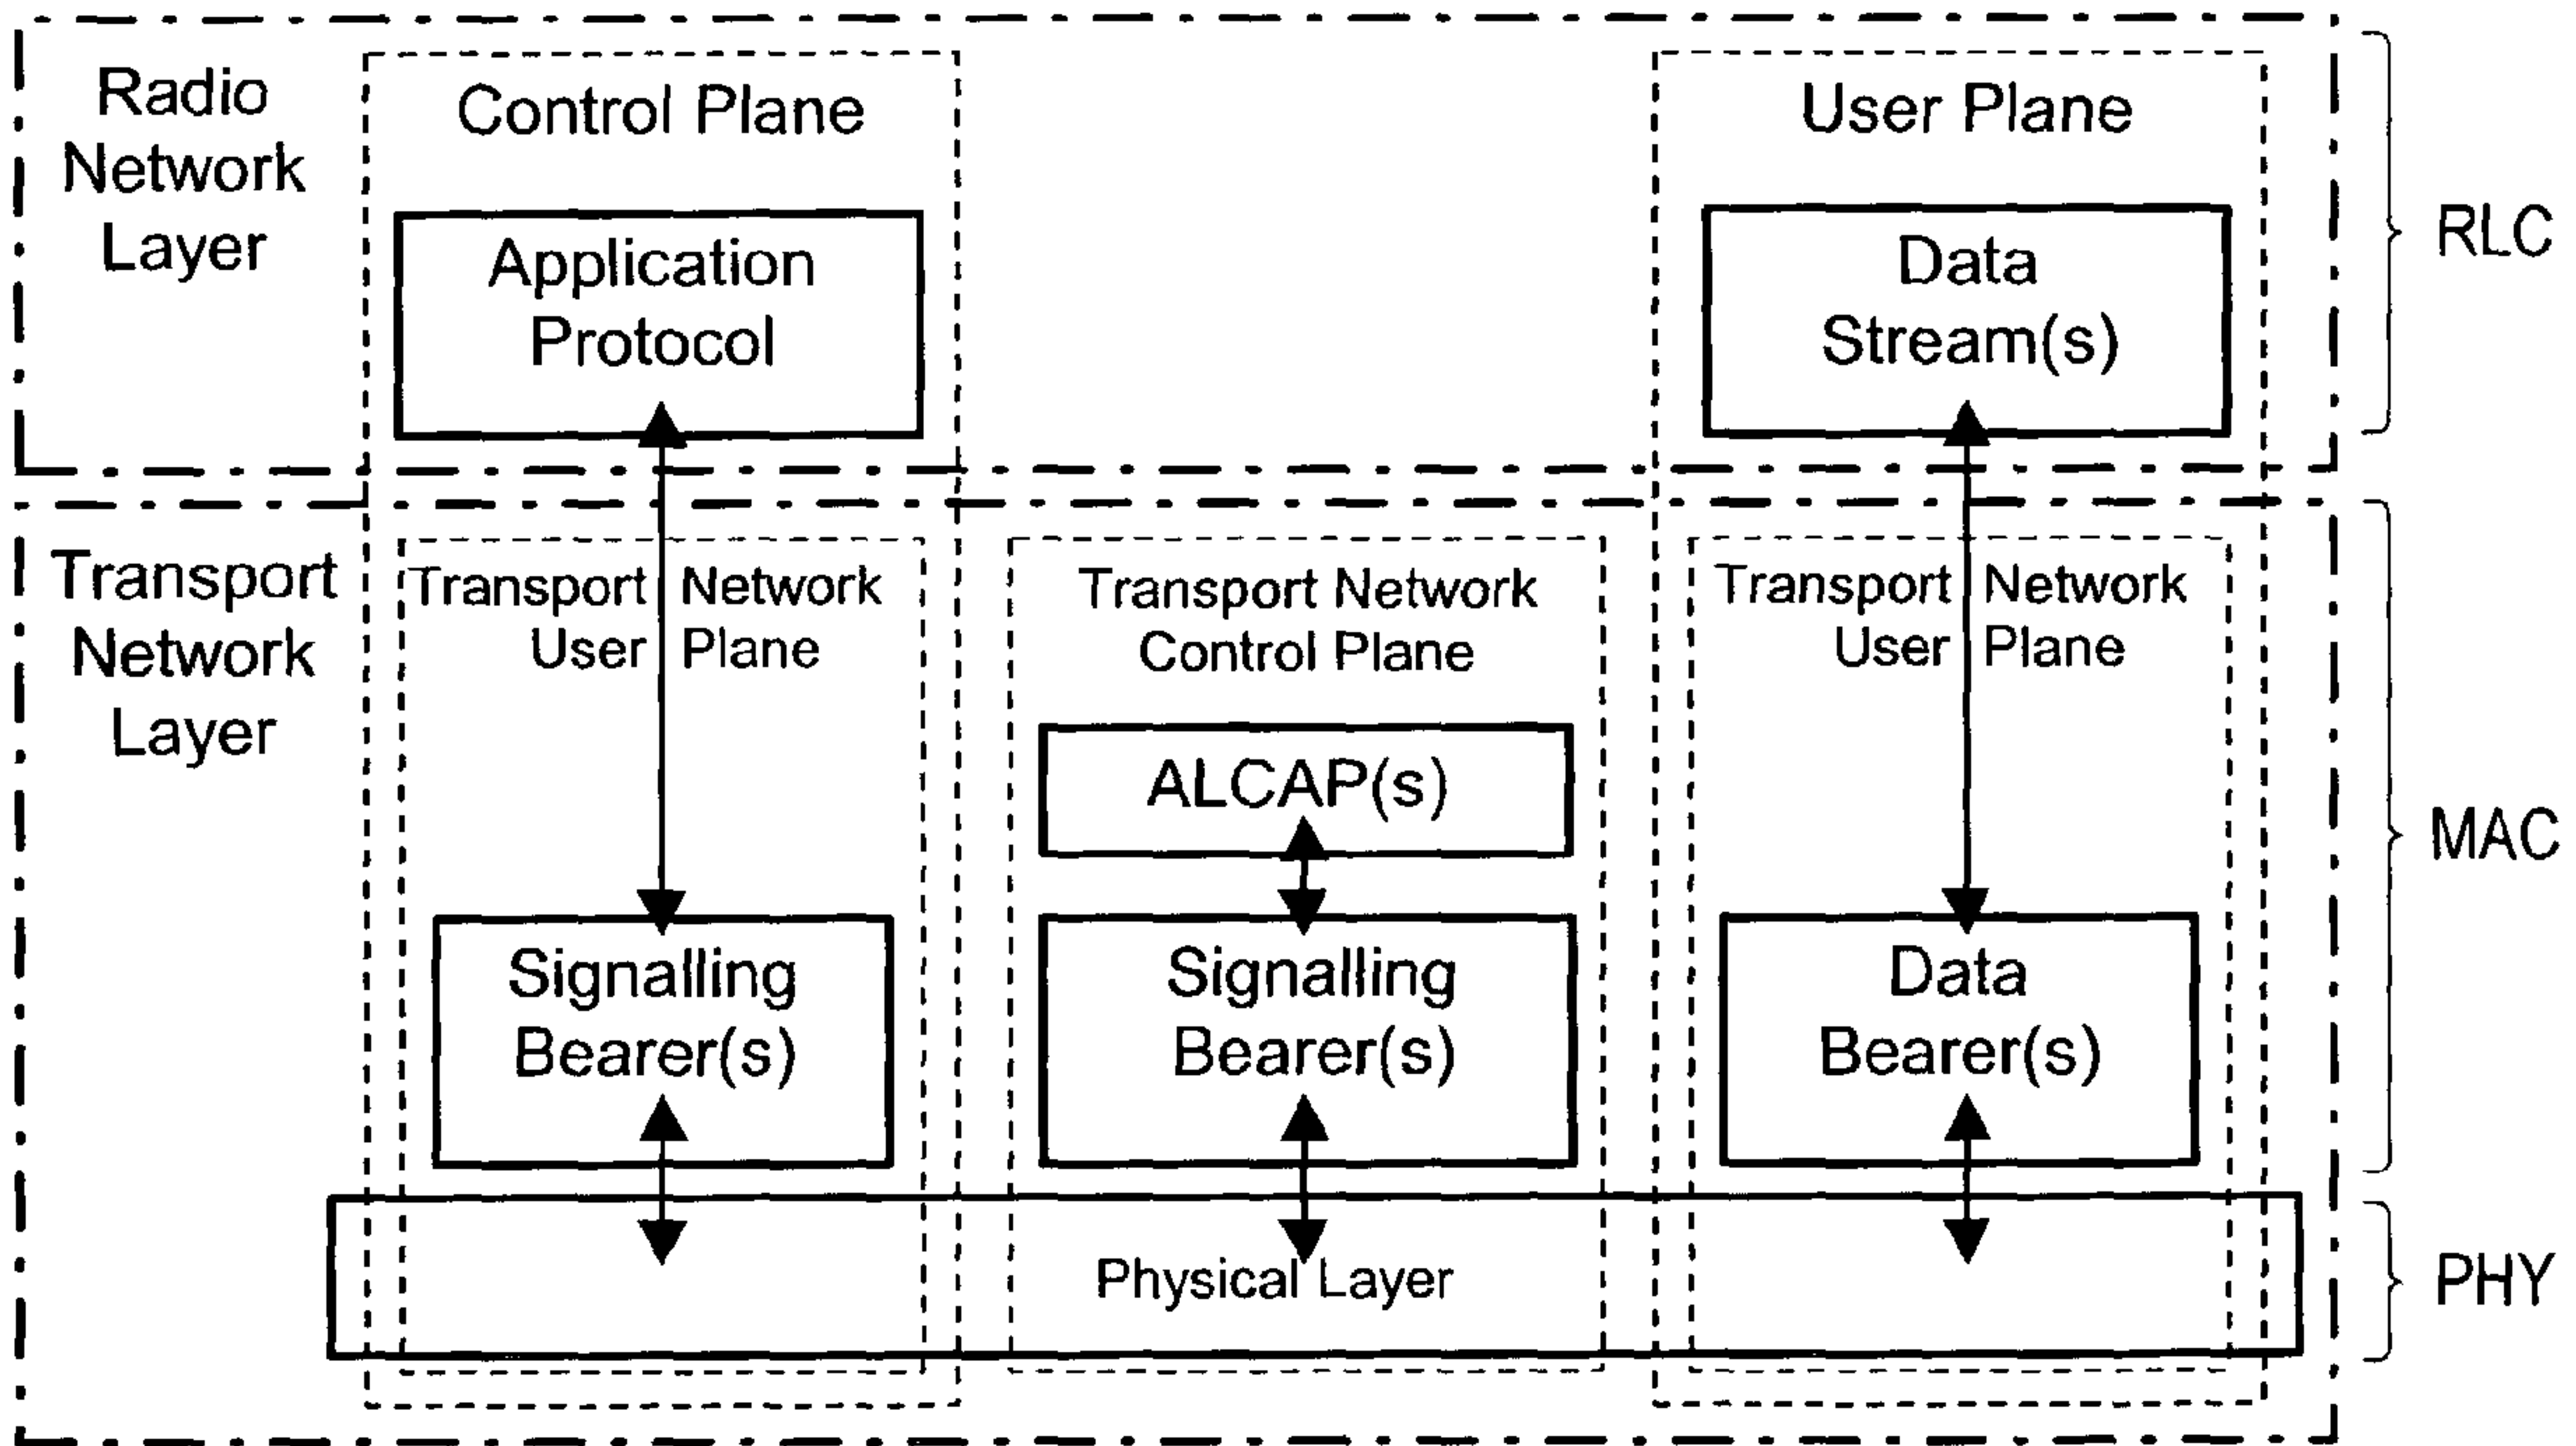 Radio
Network
Layer
Control Plane
User Plane
Application
Protocol
Data
Stream(s)
RLC
Transport
Network
Layer
Transport Network
User Plane
Transport Network
Control Plane
Transport Network
User Plane
ALCAP(s)
MAC
Signalling
Bearer(s)
Signalling
Bearer(s)
Data
Bearer(s)
Physical Layer
PHY